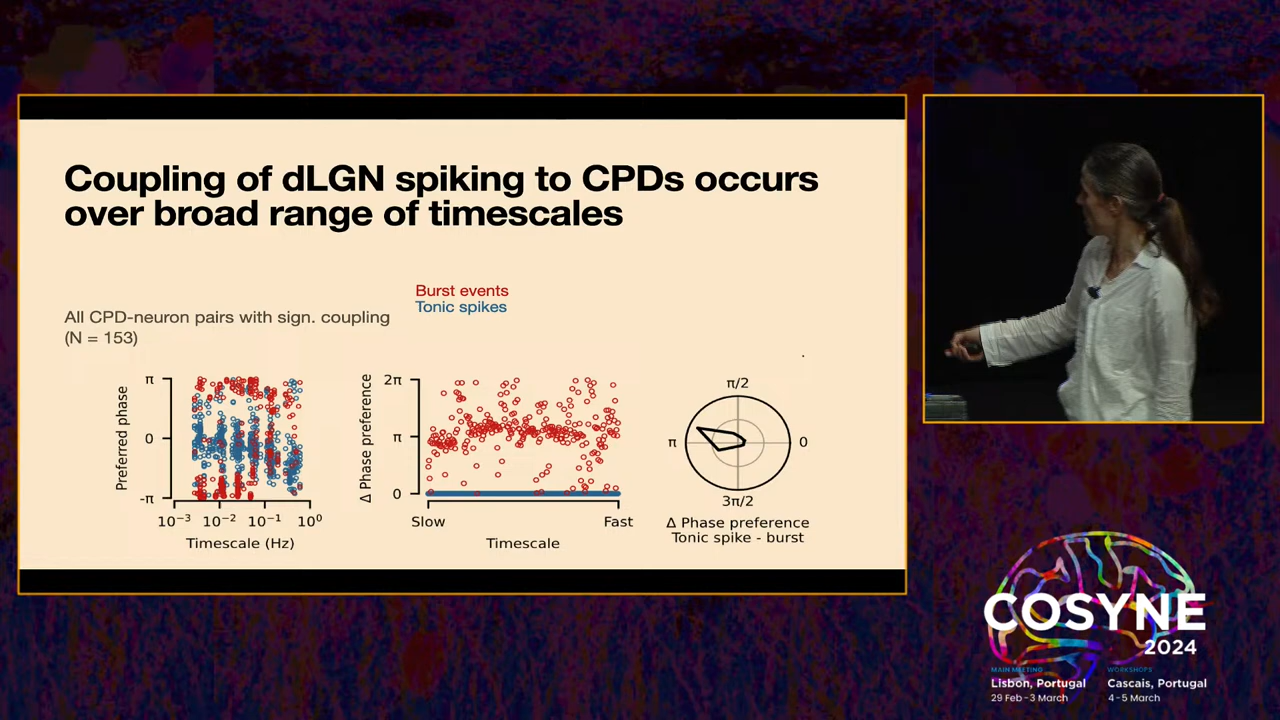 Coupling of dLGN spiking to CPDs occurs
over broad range of timescales
Burst events
Tonic spikes
All CPD-neuron pairs with sign. coupling
(N = 153)
Preferred phase
π
0
-π
10⁻³ 10⁻² 10⁻¹ 10⁰
Timescale (Hz)
Δ Phase preference
2π
π
0
Slow Fast
Timescale
π/2
π 0
3π/2
Δ Phase preference
Tonic spike - burst
COSYNE
2024
MAIN MEETING
Lisbon, Portugal
29 Feb - 3 March
WORKSHOPS
Cascais, Portugal
4 - 5 March